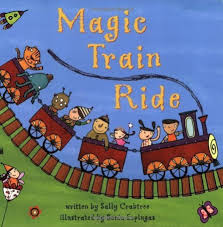 Magic
Train
Ride
written by Sally Crabtree
illustrated by Sonia Esplugas